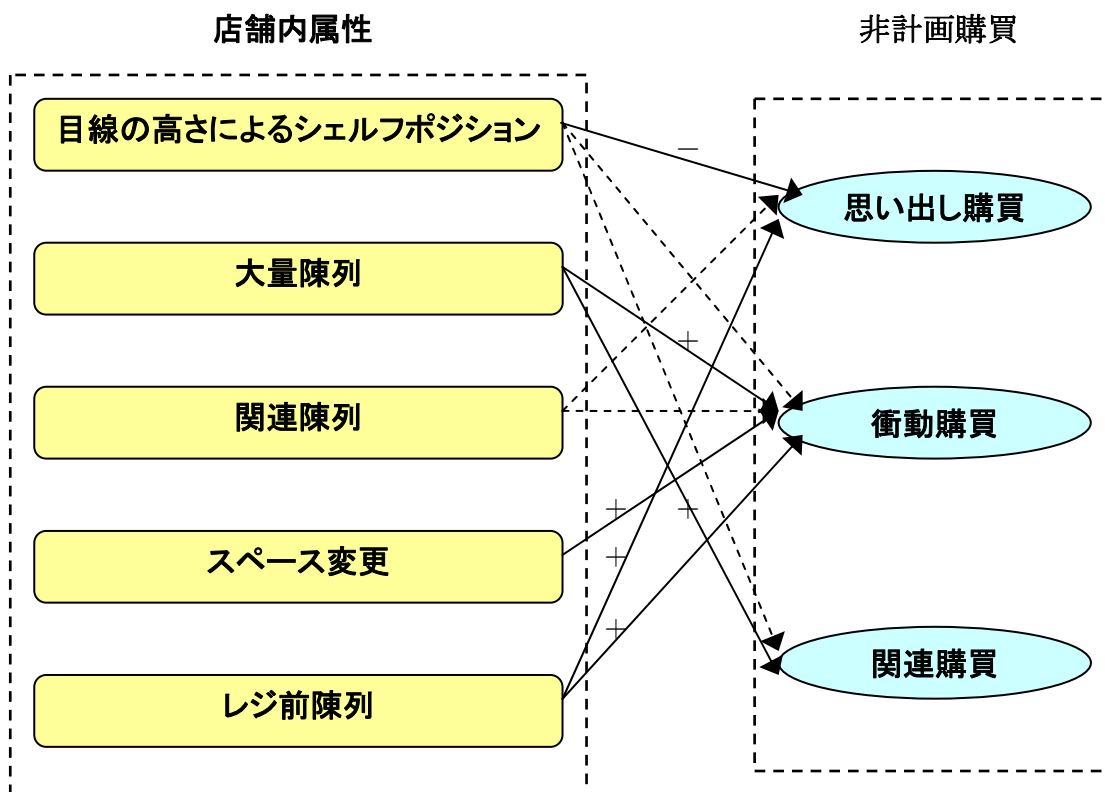 店舗内属性
非計画購買
目線の高さによるシェルフポジション
大量陳列
関連陳列
スペース変更
レジ前陳列
思い出し購買
衝動購買
関連購買
－
＋
＋
＋
＋
＋